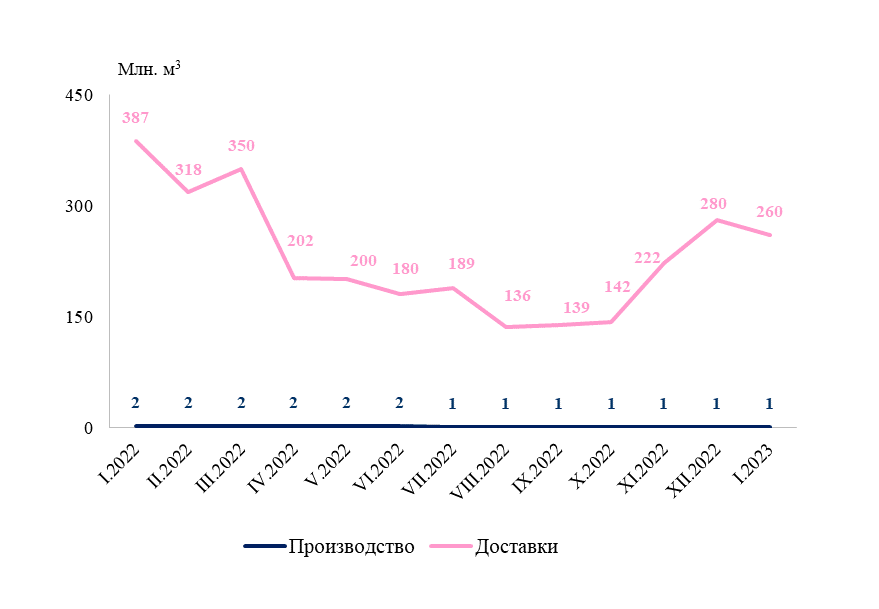 Млн. м³
450
300
150
0
387
318
350
202
200
180
189
136
139
142
222
280
260
2
2
2
2
2
2
1
1
1
1
1
1
1
I.2022
II.2022
III.2022
IV.2022
V.2022
VI.2022
VII.2022
VIII.2022
IX.2022
X.2022
XI.2022
XII.2022
I.2023
Производство
Доставки